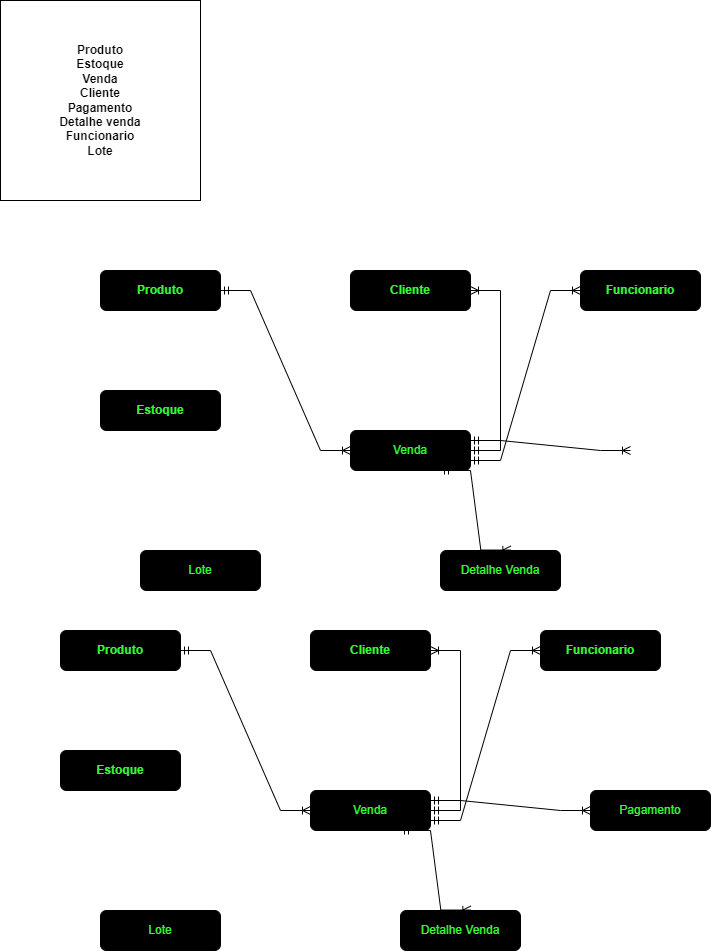 Produto
Estoque
Venda
Cliente
Pagamento
Detalhe venda
Funcionario
Lote
Produto
Cliente
Funcionario
Estoque
Venda
Lote
Detalhe Venda
Produto
Cliente
Funcionario
Estoque
Venda
Pagamento
Lote
Detalhe Venda